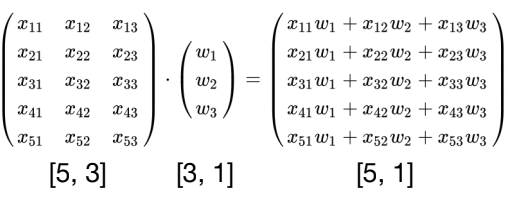 x₁₁ x₁₂ x₁₃ x₁₁w₁ + x₁₂w₂ + x₁₃w₃
x₂₁ x₂₂ x₂₃ w₁ x₂₁w₁ + x₂₂w₂ + x₂₃w₃
x₃₁ x₃₂ x₃₃ · w₂ = x₃₁w₁ + x₃₂w₂ + x₃₃w₃
x₄₁ x₄₂ x₄₃ w₃ x₄₁w₁ + x₄₂w₂ + x₄₃w₃
x₅₁ x₅₂ x₅₃ x₅₁w₁ + x₅₂w₂ + x₅₃w₃
[5, 3] [3, 1] [5, 1]